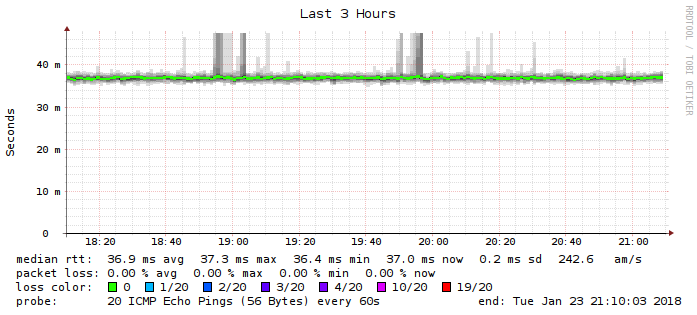 Last 3 Hours
RRDTOOL / TOBI OETIKER
Seconds
40 m
30 m
20 m
10 m
0
18:20 18:40 19:00 19:20 19:40 20:00 20:20 20:40 21:00
median rtt: 36.9 ms avg 37.3 ms max 36.4 ms min 37.0 ms now 0.2 ms sd 242.6 am/s
packet loss: 0.00 % avg 0.00 % max 0.00 % min 0.00 % now
loss color: 0 1/20 2/20 3/20 4/20 10/20 19/20
probe: 20 ICMP Echo Pings (56 Bytes) every 60s end: Tue Jan 23 21:10:03 2018